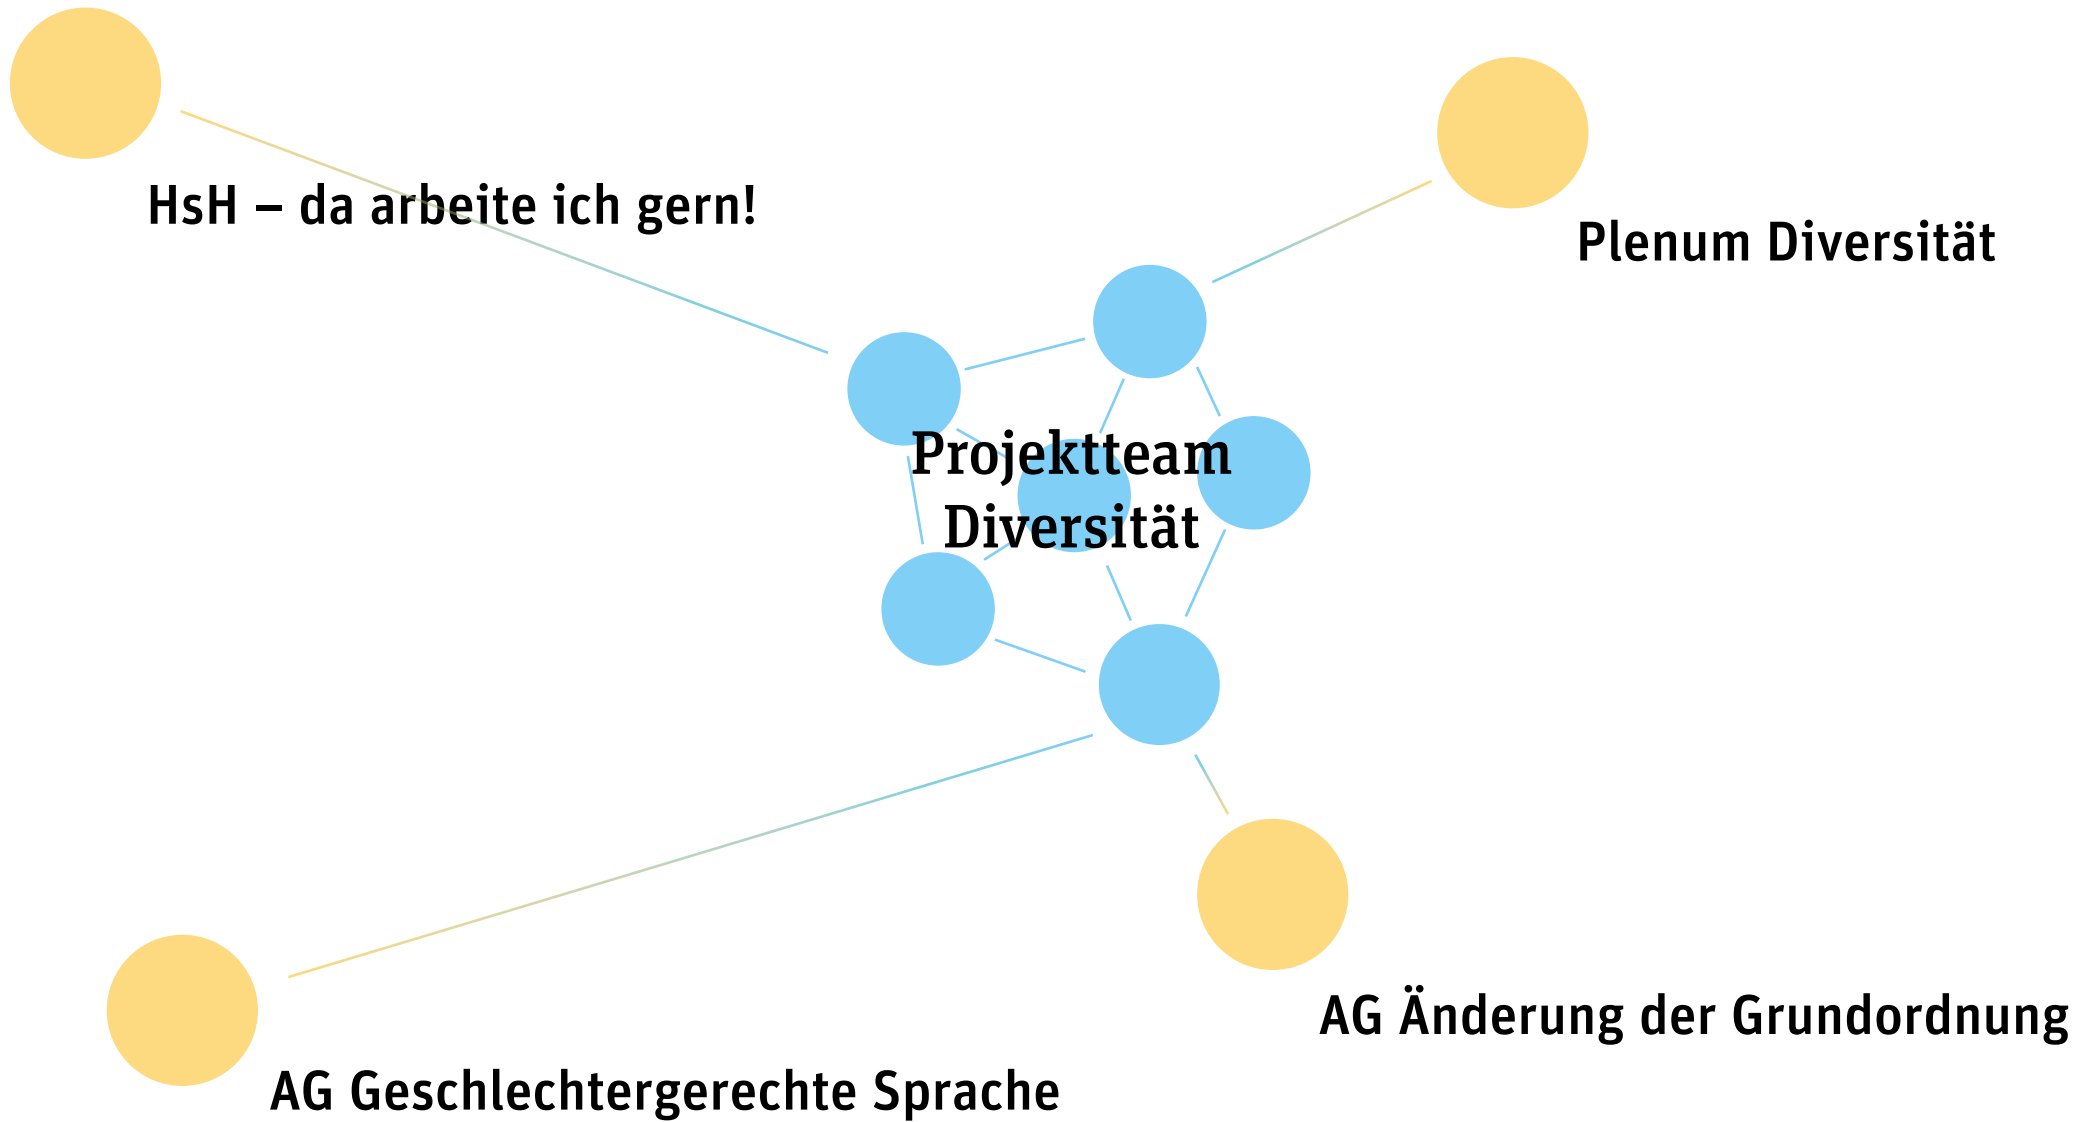 HsH – da arbeite ich gern!
Plenum Diversität
Projektteam
Diversität
AG Änderung der Grundordnung
AG Geschlechtergerechte Sprache